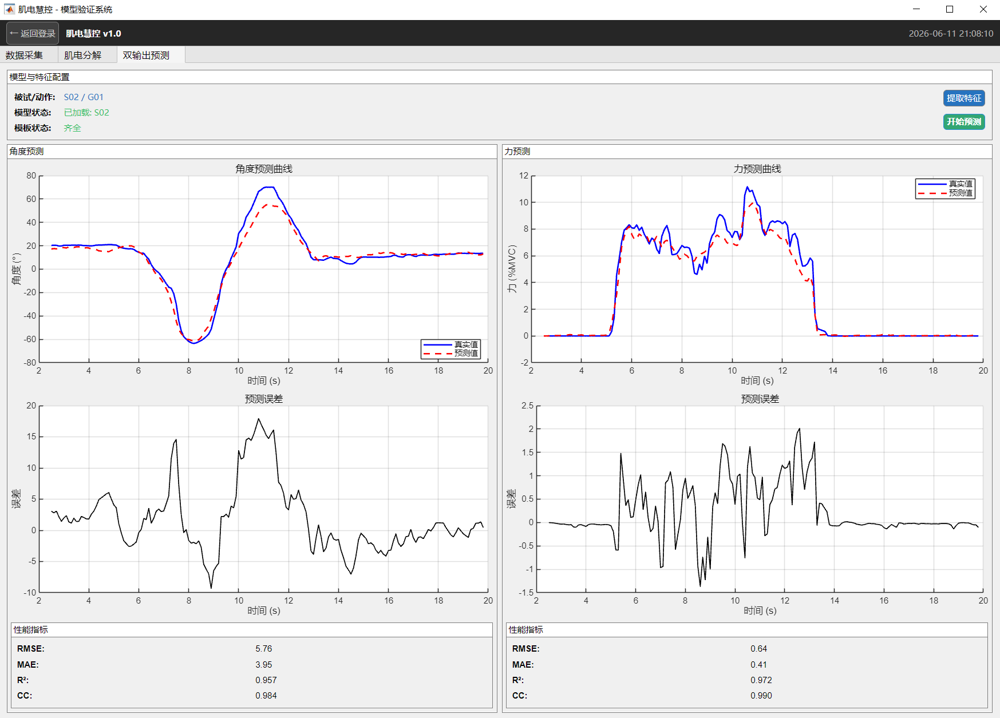 肌电慧控 - 模型验证系统
← 返回登录 肌电慧控 v1.0 2026-06-11 21:08:10
数据采集 肌电分解 双输出预测
模型与特征配置
被试/动作: S02 / G01 提取特征
模型状态: 已加载: S02
模板状态: 齐全 开始预测
角度预测
角度预测曲线
80
60
40
20
0
-20
-40
-60
-80
角度 (°)
真实值
预测值
2 4 6 8 10 12 14 16 18 20
时间 (s)
预测误差
20
15
10
5
0
-5
-10
误差
2 4 6 8 10 12 14 16 18 20
时间 (s)
性能指标
RMSE: 5.76
MAE: 3.95
R²: 0.957
CC: 0.984
力预测
力预测曲线
12
10
8
6
4
2
0
-2
力 (%MVC)
真实值
预测值
2 4 6 8 10 12 14 16 18 20
时间 (s)
预测误差
2.5
2
1.5
1
0.5
0
-0.5
-1
-1.5
误差
2 4 6 8 10 12 14 16 18 20
时间 (s)
性能指标
RMSE: 0.64
MAE: 0.41
R²: 0.972
CC: 0.990